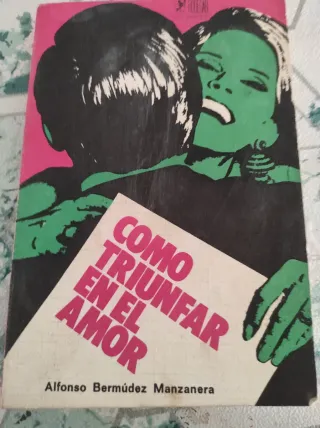 COMO
TRIUNFAR
EN EL
AMOR
Alfonso Bermúdez Manzanera